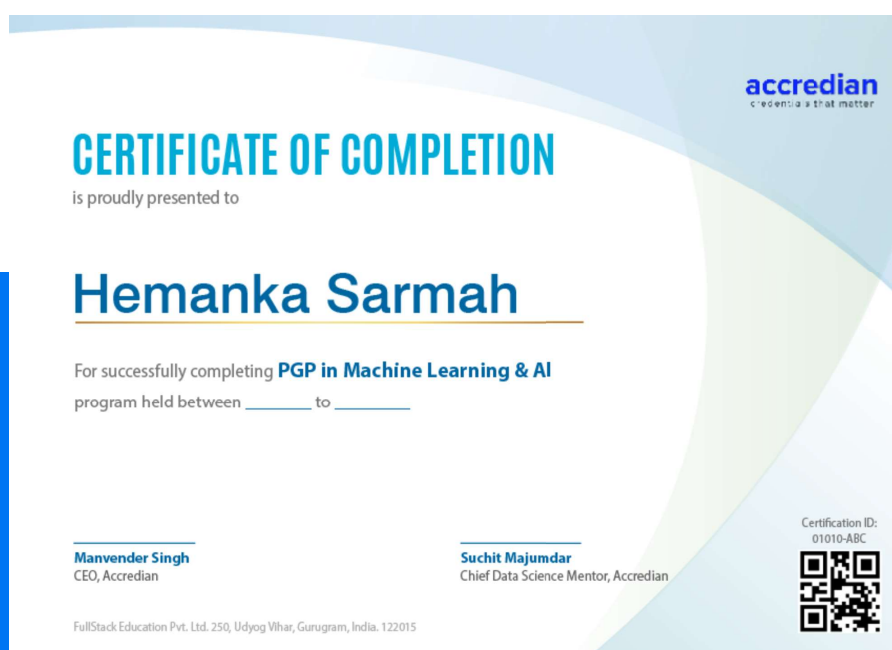 accredian
credentials that matter
CERTIFICATE OF COMPLETION
is proudly presented to
Hemanka Sarmah
For successfully completing PGP in Machine Learning & AI
program held between ________ to ________
Manvender Singh
CEO, Accredian
Suchit Majumdar
Chief Data Science Mentor, Accredian
Certification ID:
01010-ABC
FullStack Education Pvt. Ltd. 250, Udyog Vihar, Gurugram, India. 122015